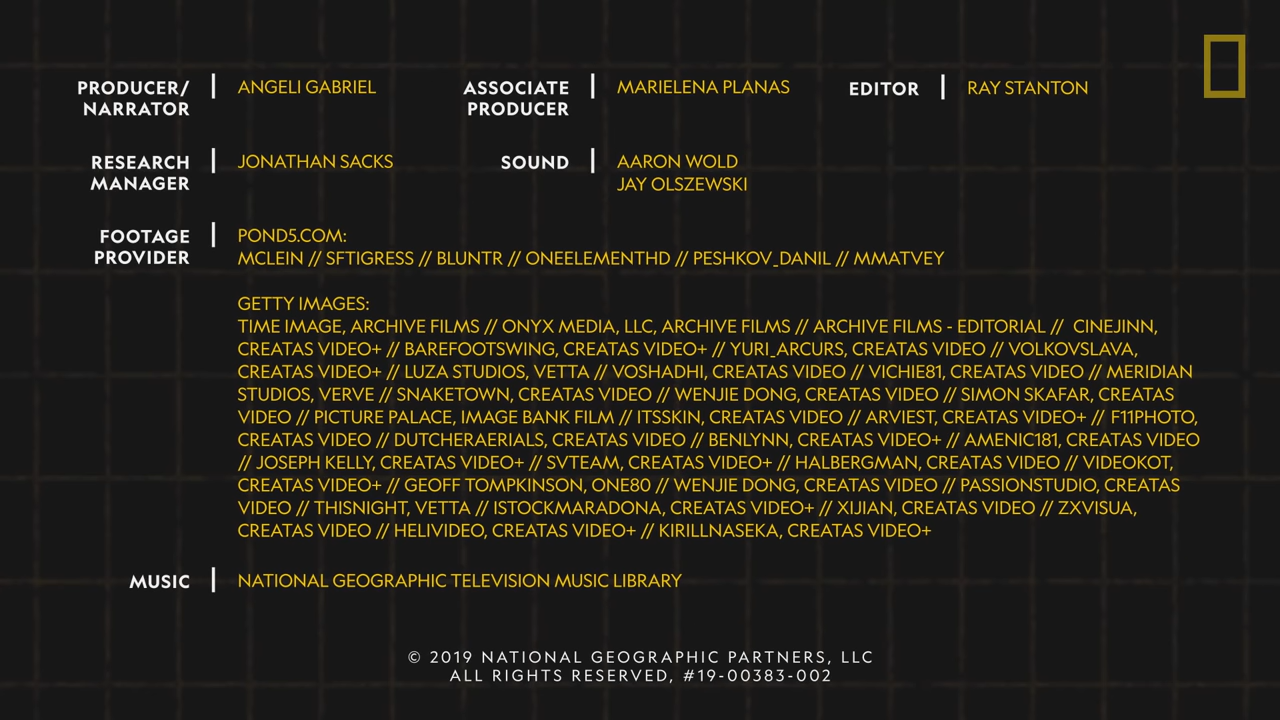 PRODUCER/ NARRATOR | ANGELI GABRIEL
ASSOCIATE PRODUCER | MARIELENA PLANAS
EDITOR | RAY STANTON
RESEARCH MANAGER | JONATHAN SACKS
SOUND | AARON WOLD
JAY OLSZEWSKI
FOOTAGE PROVIDER | POND5.COM:
MCLEIN // SFTIGRESS // BLUNTR // ONEELEMENTHD // PESHKOV_DANIL // MMATVEY
GETTY IMAGES:
TIME IMAGE, ARCHIVE FILMS // ONYX MEDIA, LLC, ARCHIVE FILMS // ARCHIVE FILMS - EDITORIAL // CINEJINN,
CREATAS VIDEO+ // BAREFOOTSWING, CREATAS VIDEO+ // YURI_ARCURS, CREATAS VIDEO // VOLKOVSLAVA,
CREATAS VIDEO+ // LUZA STUDIOS, VETTA // VOSHADHI, CREATAS VIDEO // VICHIE81, CREATAS VIDEO // MERIDIAN
STUDIOS, VERVE // SNAKETOWN, CREATAS VIDEO // WENJIE DONG, CREATAS VIDEO // SIMON SKAFAR, CREATAS
VIDEO // PICTURE PALACE, IMAGE BANK FILM // ITSSKIN, CREATAS VIDEO // ARVIEST, CREATAS VIDEO+ // F11PHOTO,
CREATAS VIDEO // DUTCHERAERIALS, CREATAS VIDEO // BENLYNN, CREATAS VIDEO+ // AMENIC181, CREATAS VIDEO
// JOSEPH KELLY, CREATAS VIDEO+ // SVTEAM, CREATAS VIDEO+ // HALBERGMAN, CREATAS VIDEO // VIDEOKOT,
CREATAS VIDEO+ // GEOFF TOMPKINSON, ONE80 // WENJIE DONG, CREATAS VIDEO // PASSIONSTUDIO, CREATAS
VIDEO // THISNIGHT, VETTA // ISTOCKMARADONA, CREATAS VIDEO+ // XIJIAN, CREATAS VIDEO // ZXVISUA,
CREATAS VIDEO // HELIVIDEO, CREATAS VIDEO+ // KIRILLNASEKA, CREATAS VIDEO+
MUSIC | NATIONAL GEOGRAPHIC TELEVISION MUSIC LIBRARY
© 2019 NATIONAL GEOGRAPHIC PARTNERS, LLC
ALL RIGHTS RESERVED, #19-00383-002